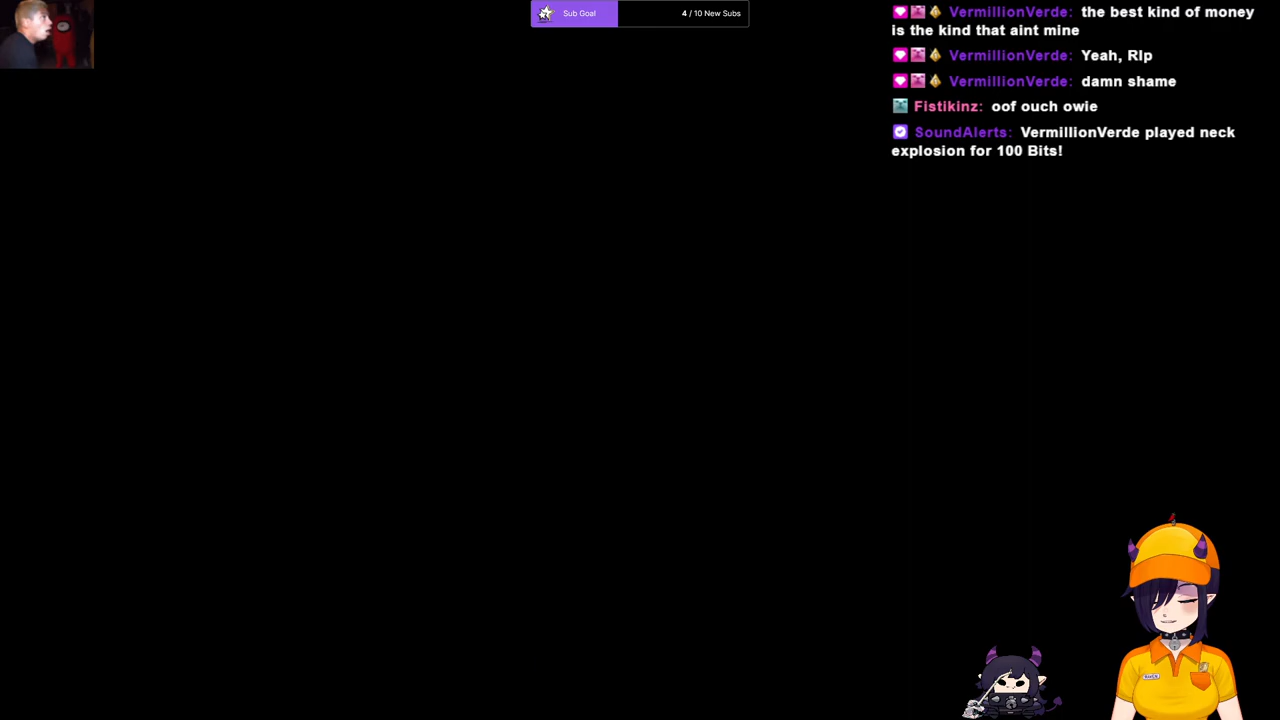 Sub Goal
4 / 10 New Subs
VermillionVerde: the best kind of money
is the kind that aint mine
VermillionVerde: Yeah, RIp
VermillionVerde: damn shame
Fistikinz: oof ouch owie
SoundAlerts: VermillionVerde played neck
explosion for 100 Bits!